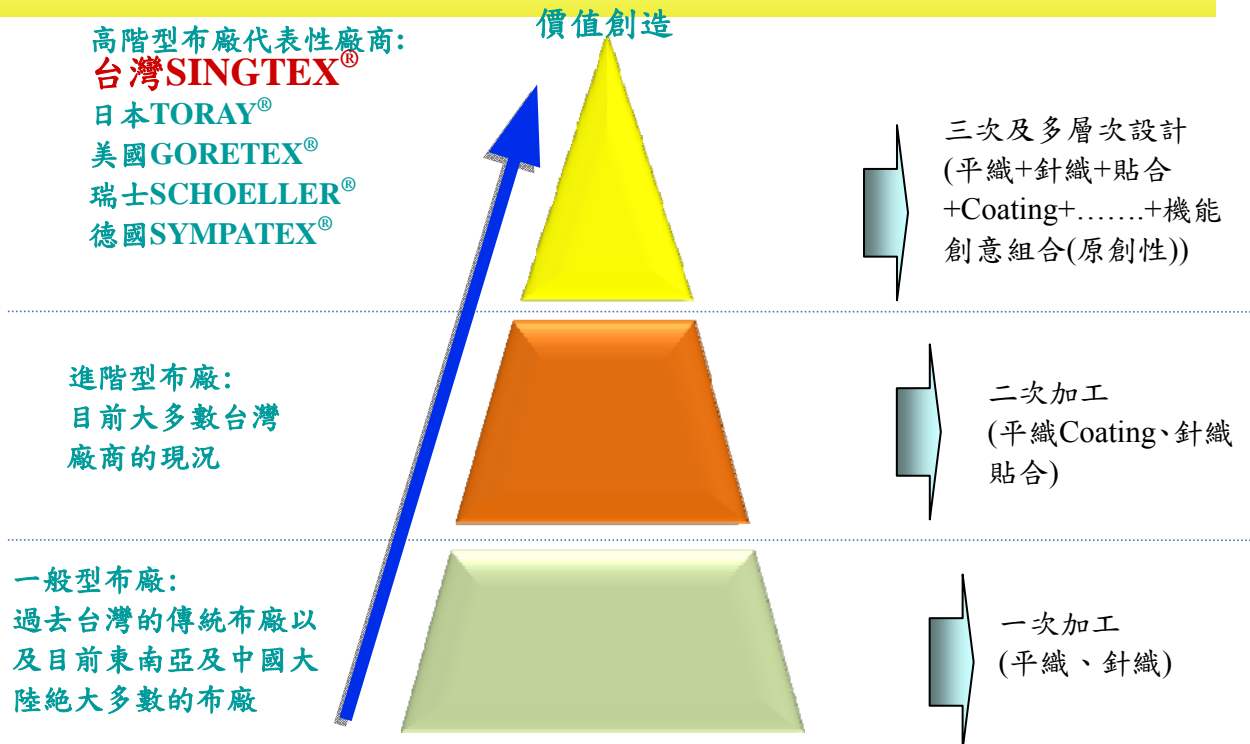 價值創造
高階型布廠代表性廠商:
台灣SINGTEX®
日本TORAY®
美國GORETEX®
瑞士SCHOELLER®
德國SYMPATEX®
三次及多層次設計
(平織+針織+貼合
+Coating+…….+機能
創意組合(原創性))
進階型布廠:
目前大多數台灣
廠商的現況
二次加工
(平織Coating、針織
貼合)
一般型布廠:
過去台灣的傳統布廠以
及目前東南亞及中國大
陸絕大多數的布廠
一次加工
(平織、針織)